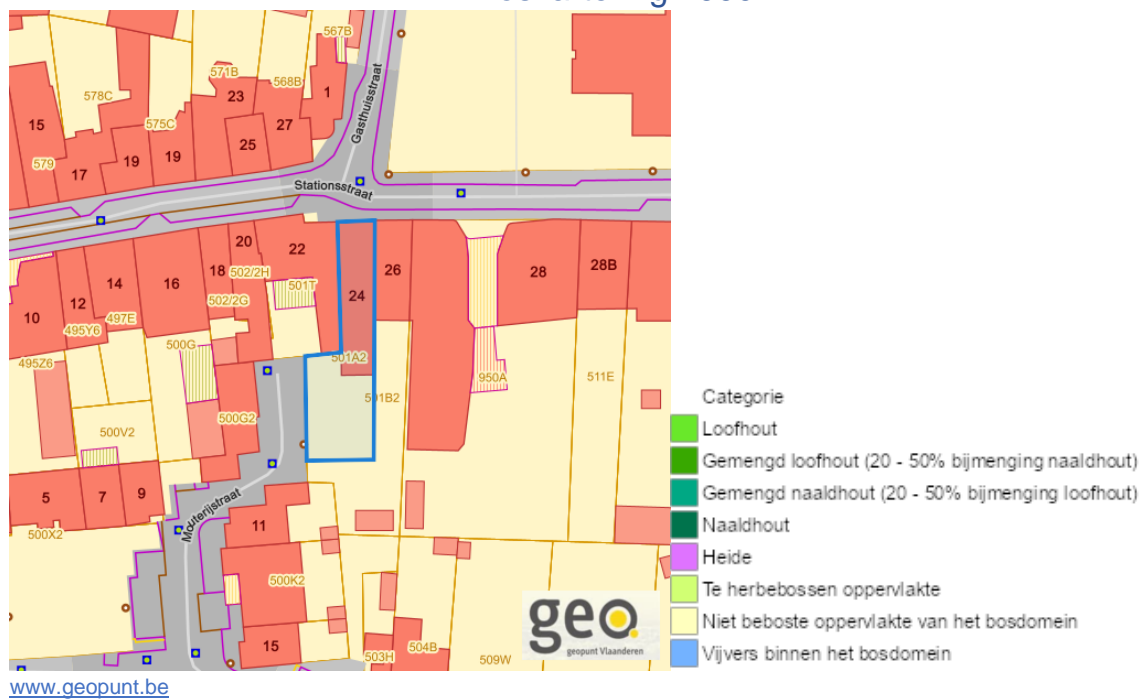 567B
571B
578C
568B
23
1
15
575C
27
Gasthuisstraat
19
19
25
579
17
Stationsstraat
20
22
18
502/2H
26
28
28B
14
16
501T
24
12
502/2G
10
497E
495Y6
500G
495Z6
501A2
950A
511E
501B2
500G2
500V2
5
7
9
Mouterijstraat
11
500X2
500K2
15
503H
504B
509W
geo
geopunt Vlaanderen
Categorie
Loofhout
Gemengd loofhout (20 - 50% bijmenging naaldhout)
Gemengd naaldhout (20 - 50% bijmenging loofhout)
Naaldhout
Heide
Te herbebossen oppervlakte
Niet beboste oppervlakte van het bosdomein
Vijvers binnen het bosdomein
www.geopunt.be